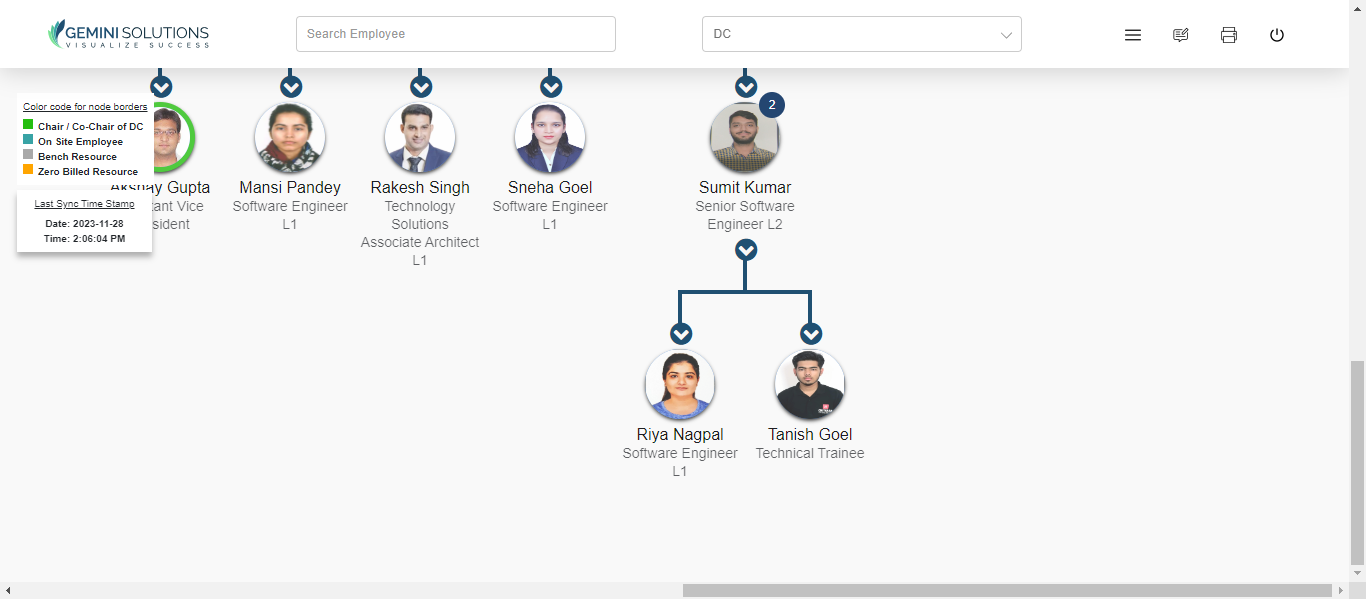 GEMINI SOLUTIONS
VISUALIZE SUCCESS
Search Employee
DC
Color code for node borders
Chair / Co-Chair of DC
On Site Employee
Bench Resource
Zero Billed Resource
Last Sync Time Stamp
Date: 2023-11-28
Time: 2:06:04 PM
Akshay Gupta
tant Vice
sident
Mansi Pandey
Software Engineer
L1
Rakesh Singh
Technology
Solutions
Associate Architect
L1
Sneha Goel
Software Engineer
L1
2
Sumit Kumar
Senior Software
Engineer L2
Riya Nagpal
Software Engineer
L1
Tanish Goel
Technical Trainee